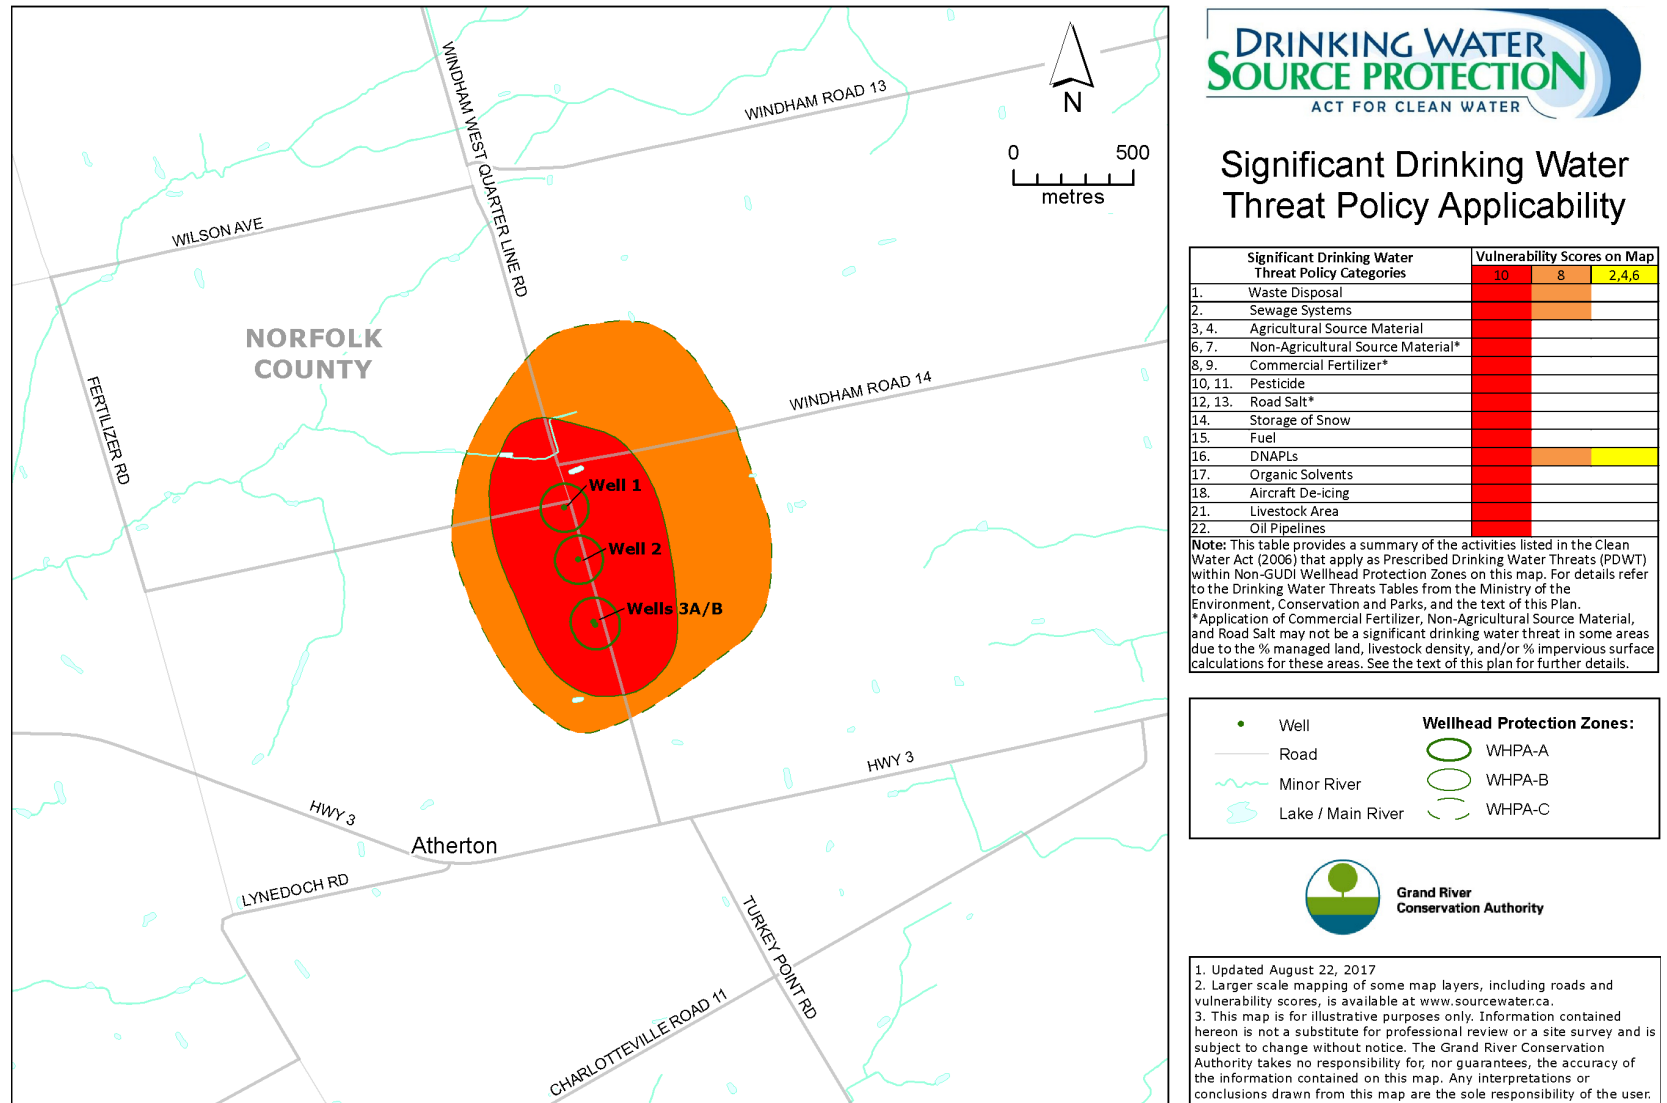 WINDHAM WEST QUARTER LINE RD
WINDHAM ROAD 13
N
0 500
metres
WILSON AVE
NORFOLK
COUNTY
FERTILIZER RD
WINDHAM ROAD 14
Well 1
Well 2
Wells 3A/B
HWY 3
HWY 3
Atherton
LYNEDOCH RD
TURKEY POINT RD
CHARLOTTEVILLE ROAD 11
DRINKING WATER
SOURCE PROTECTION
ACT FOR CLEAN WATER
Significant Drinking Water
Threat Policy Applicability
Significant Drinking Water
Threat Policy Categories
Vulnerability Scores on Map
10 8 2,4,6
1. Waste Disposal
2. Sewage Systems
3, 4. Agricultural Source Material
6, 7. Non-Agricultural Source Material*
8, 9. Commercial Fertilizer*
10, 11. Pesticide
12, 13. Road Salt*
14. Storage of Snow
15. Fuel
16. DNAPLs
17. Organic Solvents
18. Aircraft De-icing
21. Livestock Area
22. Oil Pipelines
Note: This table provides a summary of the activities listed in the Clean
Water Act (2006) that apply as Prescribed Drinking Water Threats (PDWT)
within Non-GUDI Wellhead Protection Zones on this map. For details refer
to the Drinking Water Threats Tables from the Ministry of the
Environment, Conservation and Parks, and the text of this Plan.
*Application of Commercial Fertilizer, Non-Agricultural Source Material,
and Road Salt may not be a significant drinking water threat in some areas
due to the % managed land, livestock density, and/or % impervious surface
calculations for these areas. See the text of this plan for further details.
Well
Road
Minor River
Lake / Main River
Wellhead Protection Zones:
WHPA-A
WHPA-B
WHPA-C
Grand River
Conservation Authority
1. Updated August 22, 2017
2. Larger scale mapping of some map layers, including roads and
vulnerability scores, is available at www.sourcewater.ca.
3. This map is for illustrative purposes only. Information contained
hereon is not a substitute for professional review or a site survey and is
subject to change without notice. The Grand River Conservation
Authority takes no responsibility for, nor guarantees, the accuracy of
the information contained on this map. Any interpretations or
conclusions drawn from this map are the sole responsibility of the user.